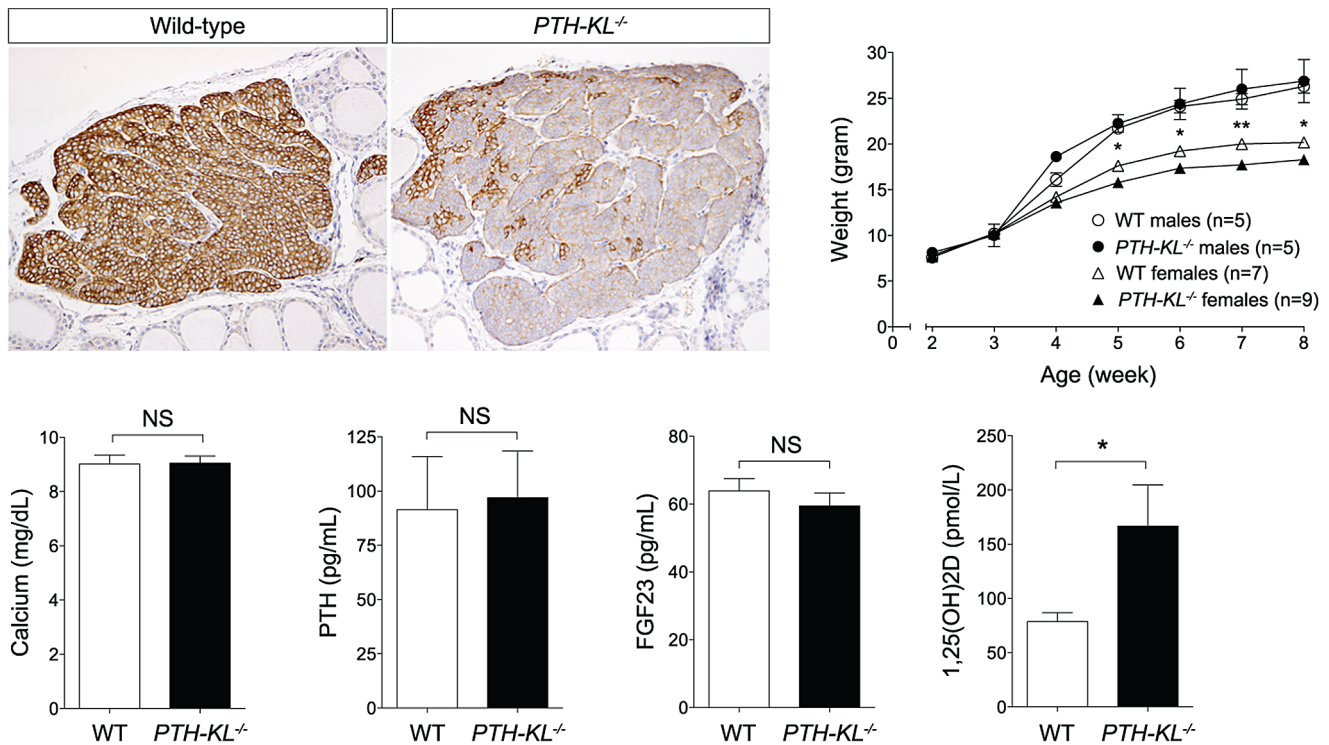 Wild-type
PTH-KL-/-
Weight (gram)
30
25
20
15
10
5
0
0 2 3 4 5 6 7 8
Age (week)
* * ** *
WT males (n=5)
PTH-KL-/- males (n=5)
WT females (n=7)
PTH-KL-/- females (n=9)
Calcium (mg/dL)
10
8
6
4
2
0
NS
WT PTH-KL-/-
PTH (pg/mL)
125
100
75
50
25
0
NS
WT PTH-KL-/-
FGF23 (pg/mL)
80
60
40
20
0
NS
WT PTH-KL-/-
1,25(OH)2D (pmol/L)
250
200
150
100
50
0
*
WT PTH-KL-/-